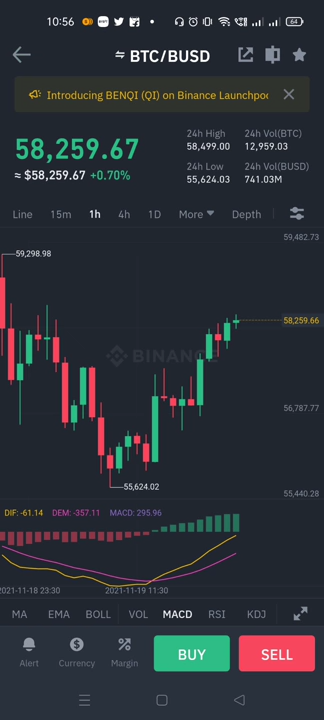 10:56
64
BTC/BUSD
Introducing BENQI (QI) on Binance Launchpo
58,259.67
≈ $58,259.67 +0.70%
24h High
58,499.00
24h Vol(BTC)
12,959.03
24h Low
55,624.03
24h Vol(BUSD)
741.03M
Line 15m 1h 4h 1D More Depth
59,482.73
59,298.98
58,259.66
BINANCE
56,787.77
55,624.02
55,440.28
DIF: -61.14 DEM: -357.11 MACD: 295.96
2021-11-18 23:30 2021-11-19 11:30
MA EMA BOLL VOL MACD RSI KDJ
Alert Currency Margin BUY SELL